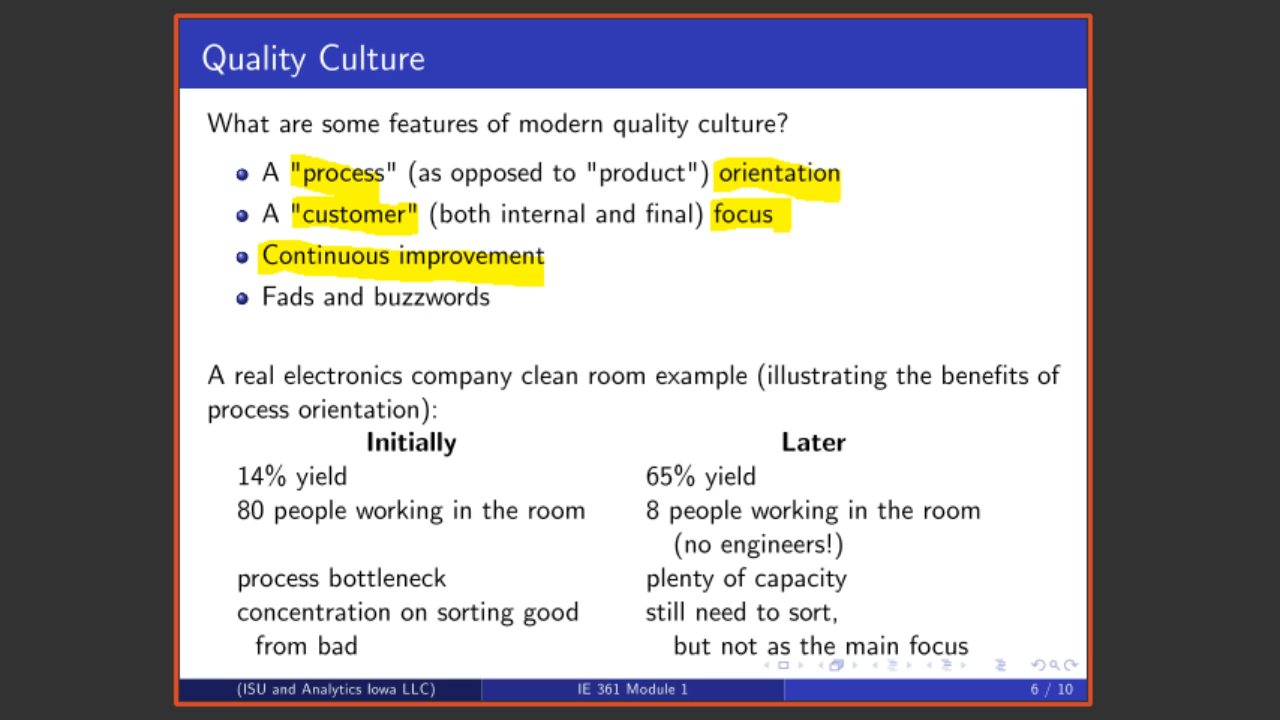 Quality Culture
What are some features of modern quality culture?
A "process" (as opposed to "product") orientation
A "customer" (both internal and final) focus
Continuous improvement
Fads and buzzwords
A real electronics company clean room example (illustrating the benefits of
process orientation):
Initially Later
14% yield 65% yield
80 people working in the room 8 people working in the room
(no engineers!)
process bottleneck plenty of capacity
concentration on sorting good still need to sort,
from bad but not as the main focus
(ISU and Analytics Iowa LLC) IE 361 Module 1 6 / 10